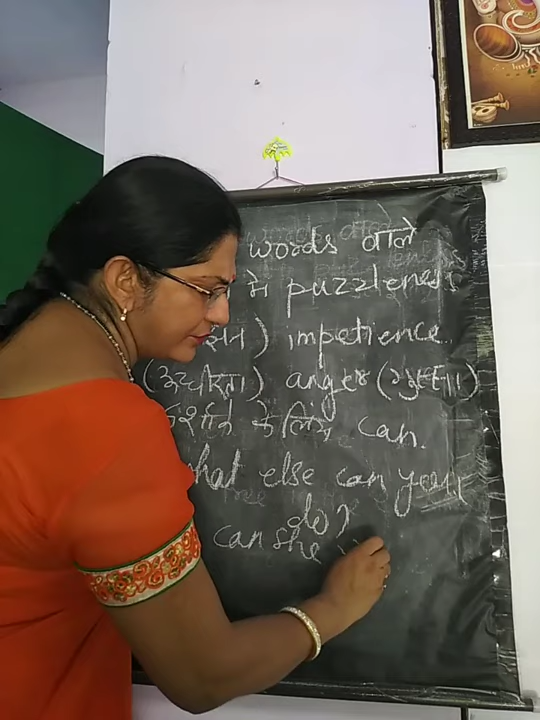 words वाले
में puzzleness
) impetience
(अधीरता) anger (गुस्सा)
के लिए can.
what else can you
do?
can she